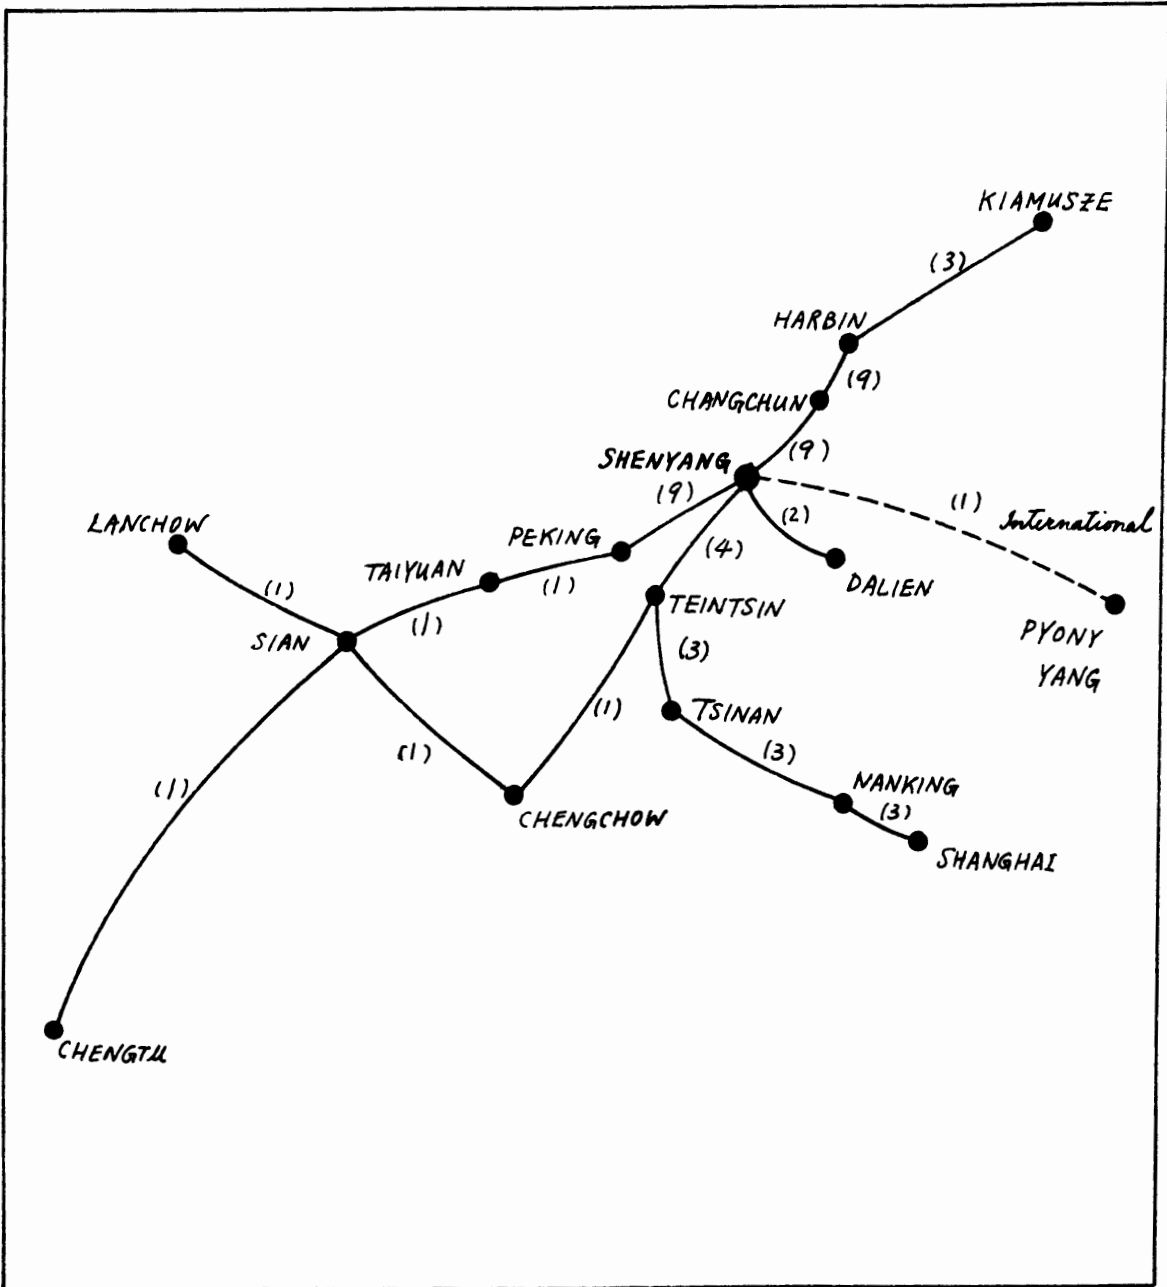 KIAMUSZE
(3)
HARBIN
(9)
CHANGCHUN
(9)
SHENYANG
(9)
(1)
International
LANCHOW
PEKING
(2)
(4)
TAIYUAN
(1)
(1)
DALIEN
TEINTSIN
(1)
SIAN
PYONY
YANG
(3)
(1)
TSINAN
(1)
(3)
(1)
NANKING
(3)
CHENGCHOW
SHANGHAI
CHENGTU